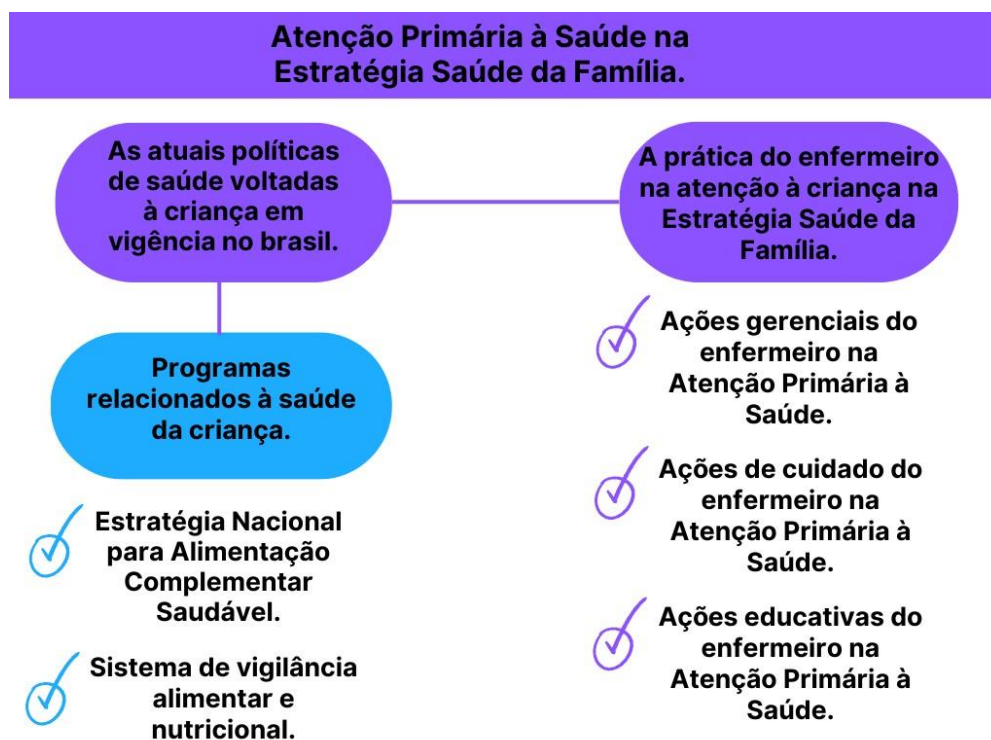 Atenção Primária à Saúde na
Estratégia Saúde da Família.
As atuais políticas
de saúde voltadas
à criança em
vigência no brasil.
A prática do enfermeiro
na atenção à criança na
Estratégia Saúde da
Família.
Programas
relacionados à saúde
da criança.
Estratégia Nacional
para Alimentação
Complementar
Saudável.
Sistema de vigilância
alimentar e
nutricional.
Ações gerenciais do
enfermeiro na
Atenção Primária à
Saúde.
Ações de cuidado do
enfermeiro na
Atenção Primária à
Saúde.
Ações educativas do
enfermeiro na
Atenção Primária à
Saúde.